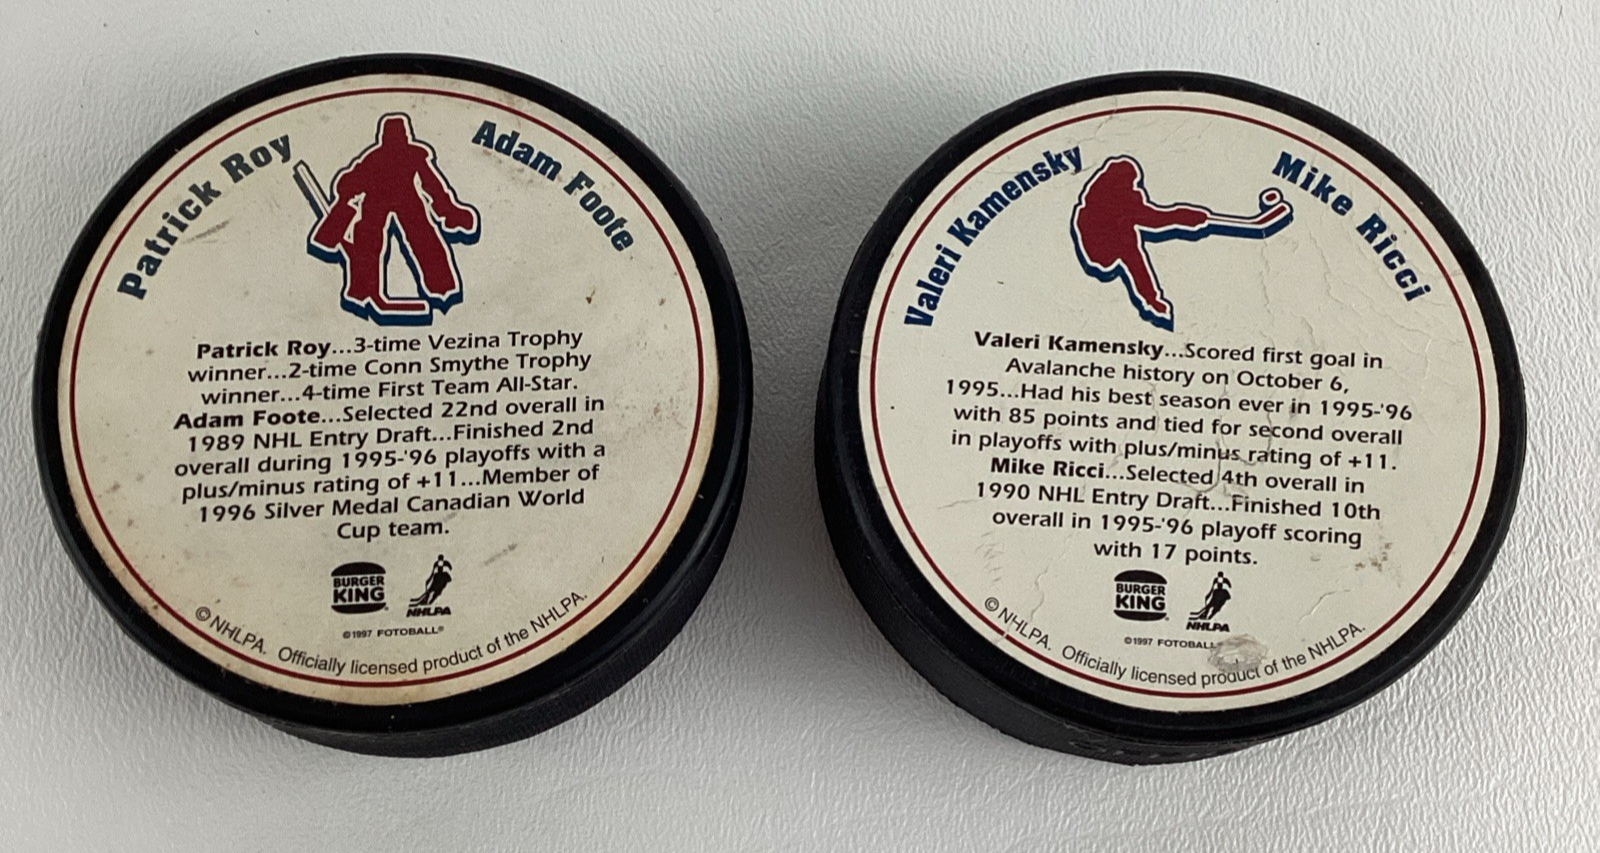 Patrick Roy
Adam Foote
Patrick Roy...3-time Vezina Trophy
winner...2-time Conn Smythe Trophy
winner...4-time First Team All-Star.
Adam Foote...Selected 22nd overall in
1989 NHL Entry Draft...Finished 2nd
overall during 1995-'96 playoffs with a
plus/minus rating of +11...Member of
1996 Silver Medal Canadian World
Cup team.
BURGER
KING
NHLPA
©1997 FOTOBALL®
© NHLPA. Officially licensed product of the NHLPA.
Valeri Kamensky
Mike Ricci
Valeri Kamensky...Scored first goal in
Avalanche history on October 6,
1995...Had his best season ever in 1995-'96
with 85 points and tied for second overall
in playoffs with plus/minus rating of +11.
Mike Ricci...Selected 4th overall in
1990 NHL Entry Draft...Finished 10th
overall in 1995-'96 playoff scoring
with 17 points.
BURGER
KING
NHLPA
©1997 FOTOBALL
© NHLPA. Officially licensed product of the NHLPA.